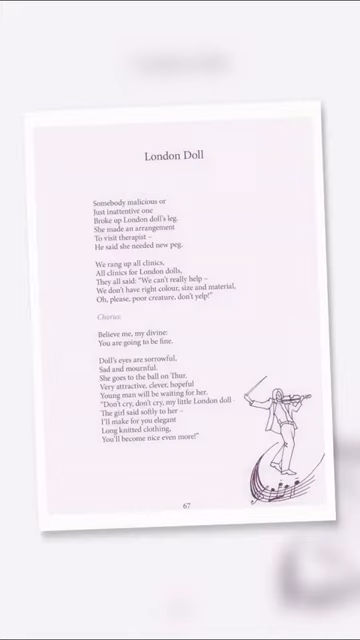 London Doll
Somebody malicious or
Just inattentive one
Broke up London doll's leg.
She made an arrangement
To visit therapist –
He said she needed new peg.
We rang up all clinics,
All clinics for London dolls,
They all said: "We can't really help –
We don't have right colour, size and material,
Oh, please, poor creature, don't yelp!"
Chorus:
Believe me, my divine:
You are going to be fine.
Doll's eyes are sorrowful,
Sad and mournful.
She goes to the ball on Thur.
Very attractive, clever, hopeful
Young man will be waiting for her.
"Don't cry, don't cry, my little London doll –
The girl said softly to her –
I'll make for you elegant
Long knitted clothing,
You'll become nice even more!"
67